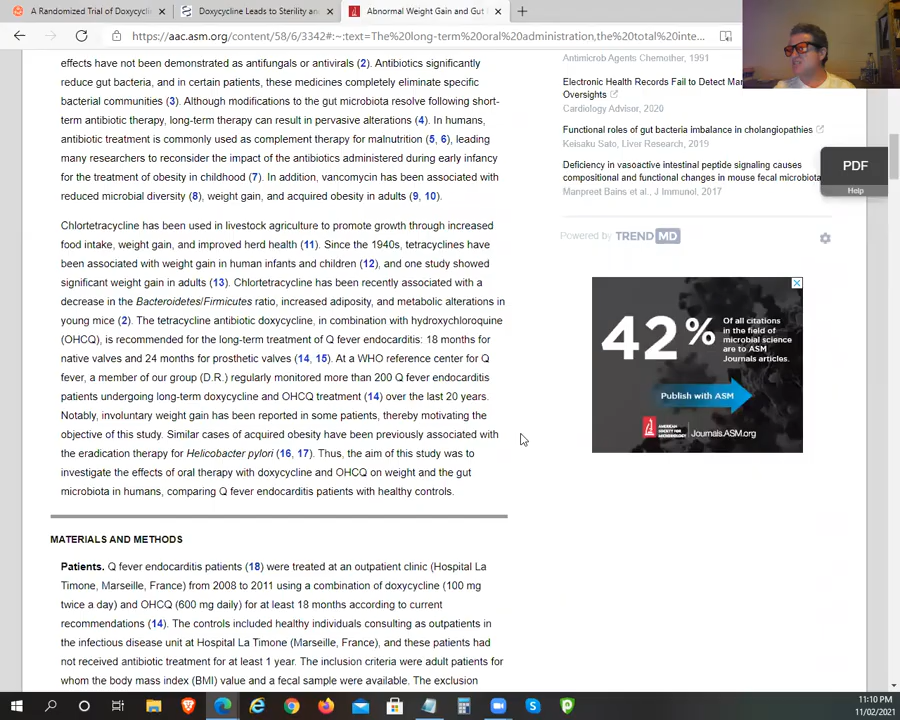 A Randomized Trial of Doxycyclin
Doxycycline Leads to Sterility and
Abnormal Weight Gain and Gut
https://aac.asm.org/content/58/6/3342#:~:text=The%20long-term%20oral%20administration,the%20total%20inte...
effects have not been demonstrated as antifungals or antivirals (2). Antibiotics significantly
reduce gut bacteria, and in certain patients, these medicines completely eliminate specific
bacterial communities (3). Although modifications to the gut microbiota resolve following short-
term antibiotic therapy, long-term therapy can result in pervasive alterations (4). In humans,
antibiotic treatment is commonly used as complement therapy for malnutrition (5, 6), leading
many researchers to reconsider the impact of the antibiotics administered during early infancy
for the treatment of obesity in childhood (7). In addition, vancomycin has been associated with
reduced microbial diversity (8), weight gain, and acquired obesity in adults (9, 10).
Chlortetracycline has been used in livestock agriculture to promote growth through increased
food intake, weight gain, and improved herd health (11). Since the 1940s, tetracyclines have
been associated with weight gain in human infants and children (12), and one study showed
significant weight gain in adults (13). Chlortetracycline has been recently associated with a
decrease in the Bacteroidetes/Firmicutes ratio, increased adiposity, and metabolic alterations in
young mice (2). The tetracycline antibiotic doxycycline, in combination with hydroxychloroquine
(OHCQ), is recommended for the long-term treatment of Q fever endocarditis: 18 months for
native valves and 24 months for prosthetic valves (14, 15). At a WHO reference center for Q
fever, a member of our group (D.R.) regularly monitored more than 200 Q fever endocarditis
patients undergoing long-term doxycycline and OHCQ treatment (14) over the last 20 years.
Notably, involuntary weight gain has been reported in some patients, thereby motivating the
objective of this study. Similar cases of acquired obesity have been previously associated with
the eradication therapy for Helicobacter pylori (16, 17). Thus, the aim of this study was to
investigate the effects of oral therapy with doxycycline and OHCQ on weight and the gut
microbiota in humans, comparing Q fever endocarditis patients with healthy controls.
MATERIALS AND METHODS
Patients. Q fever endocarditis patients (18) were treated at an outpatient clinic (Hospital La
Timone, Marseille, France) from 2008 to 2011 using a combination of doxycycline (100 mg
twice a day) and OHCQ (600 mg daily) for at least 18 months according to current
recommendations (14). The controls included healthy individuals consulting as outpatients in
the infectious disease unit at Hospital La Timone (Marseille, France), and these patients had
not received antibiotic treatment for at least 1 year. The inclusion criteria were adult patients for
whom the body mass index (BMI) value and a fecal sample were available. The exclusion
Antimicrob Agents Chemother, 1991
Electronic Health Records Fail to Detect Ma
Oversights
Cardiology Advisor, 2020
Functional roles of gut bacteria imbalance in cholangiopathies
Keisaku Sato, Liver Research, 2019
Deficiency in vasoactive intestinal peptide signaling causes
compositional and functional changes in mouse fecal microbiota
Manpreet Bains et al., J Immunol, 2017
Powered by TREND MD
PDF
Help
42%
Of all citations
in the field of
microbial science
are to ASM
Journals articles.
Publish with ASM
AMERICAN
SOCIETY FOR
MICROBIOLOGY
Journals.ASM.org
11:10 PM
11/02/2021